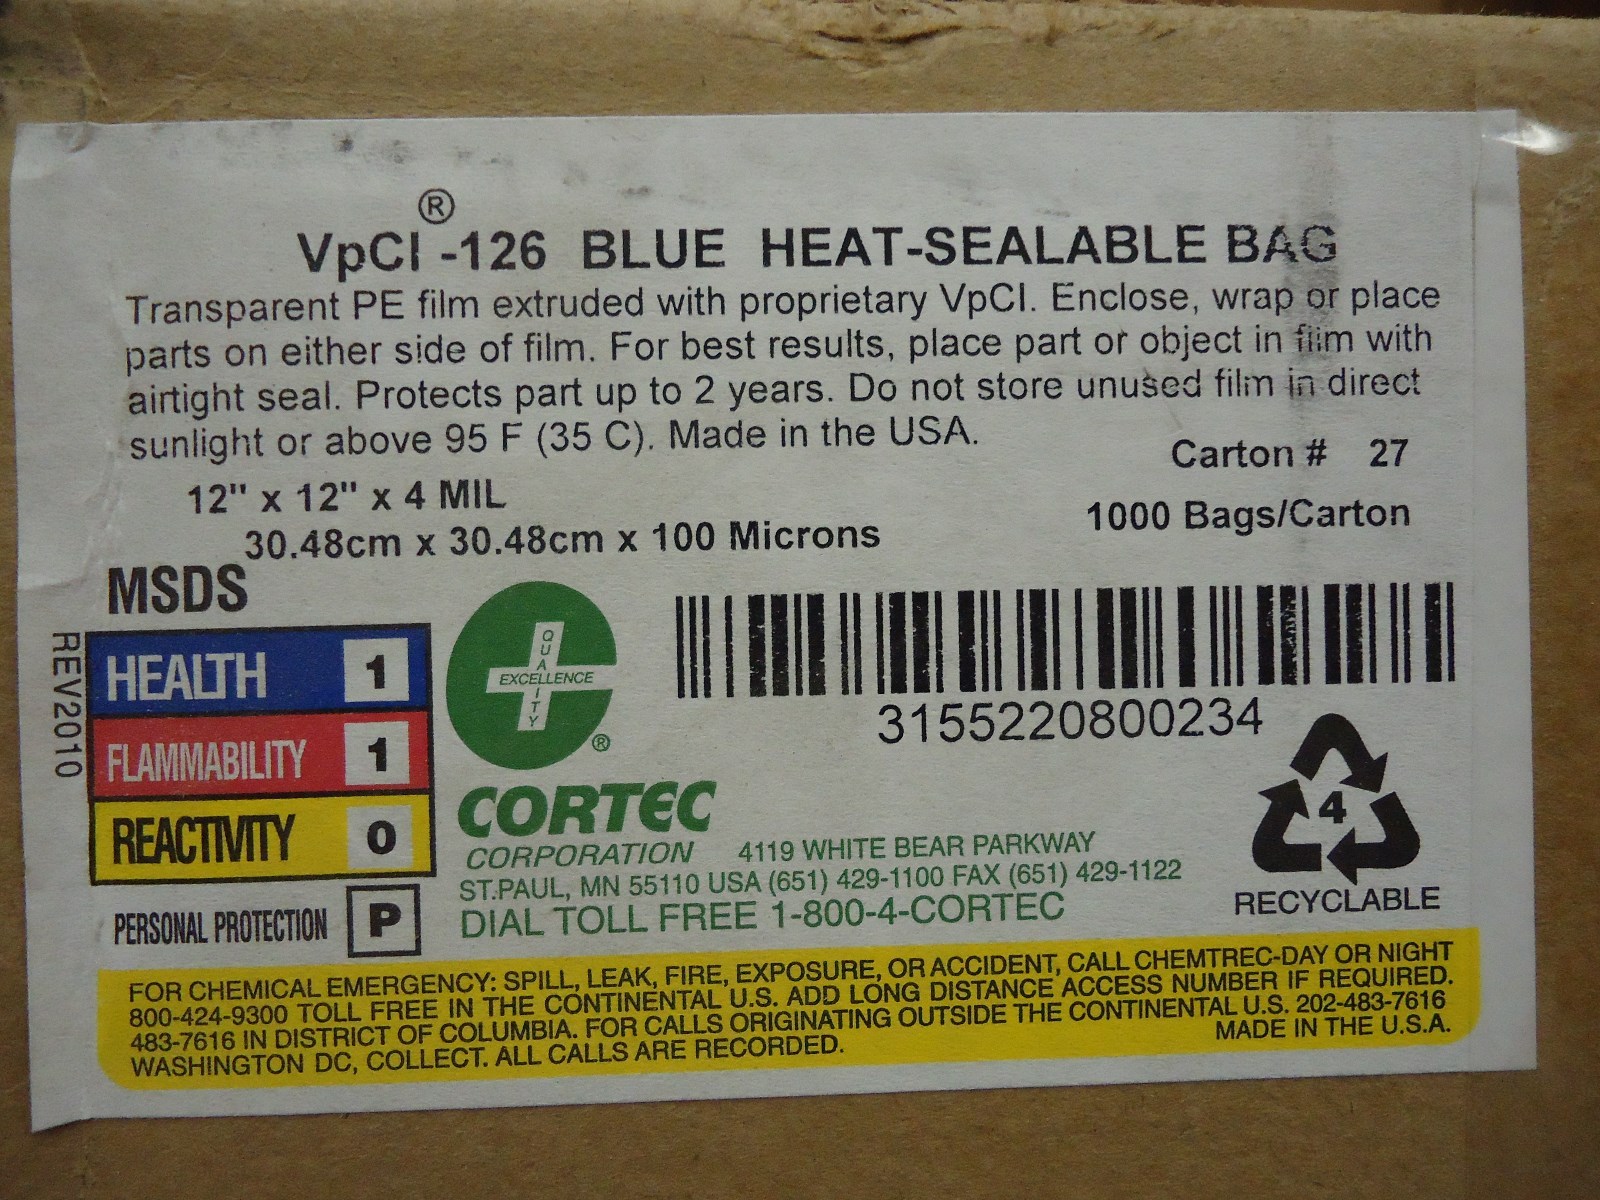 VpCI®-126 BLUE HEAT-SEALABLE BAG
Transparent PE film extruded with proprietary VpCI. Enclose, wrap or place
parts on either side of film. For best results, place part or object in film with
airtight seal. Protects part up to 2 years. Do not store unused film in direct
sunlight or above 95 F (35 C). Made in the USA.
Carton # 27
12" x 12" x 4 MIL
1000 Bags/Carton
30.48cm x 30.48cm x 100 Microns
MSDS
REV2010
HEALTH 1
FLAMMABILITY 1
REACTIVITY 0
PERSONAL PROTECTION P
QUALITY
EXCELLENCE
®
3155220800234
CORTEC
CORPORATION 4119 WHITE BEAR PARKWAY
ST.PAUL, MN 55110 USA (651) 429-1100 FAX (651) 429-1122
DIAL TOLL FREE 1-800-4-CORTEC
4
RECYCLABLE
FOR CHEMICAL EMERGENCY: SPILL, LEAK, FIRE, EXPOSURE, OR ACCIDENT, CALL CHEMTREC-DAY OR NIGHT
800-424-9300 TOLL FREE IN THE CONTINENTAL U.S. ADD LONG DISTANCE ACCESS NUMBER IF REQUIRED.
483-7616 IN DISTRICT OF COLUMBIA. FOR CALLS ORIGINATING OUTSIDE THE CONTINENTAL U.S. 202-483-7616
WASHINGTON DC, COLLECT. ALL CALLS ARE RECORDED. MADE IN THE U.S.A.